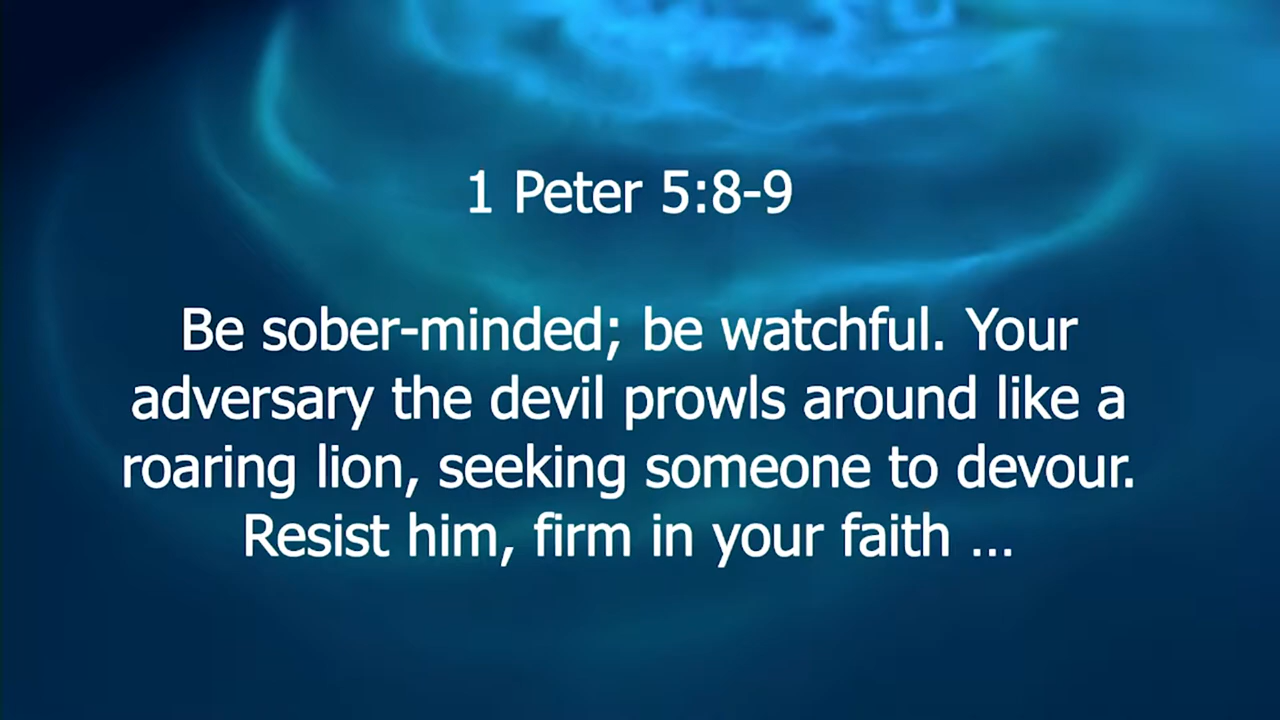 1 Peter 5:8-9
Be sober-minded; be watchful. Your
adversary the devil prowls around like a
roaring lion, seeking someone to devour.
Resist him, firm in your faith ...